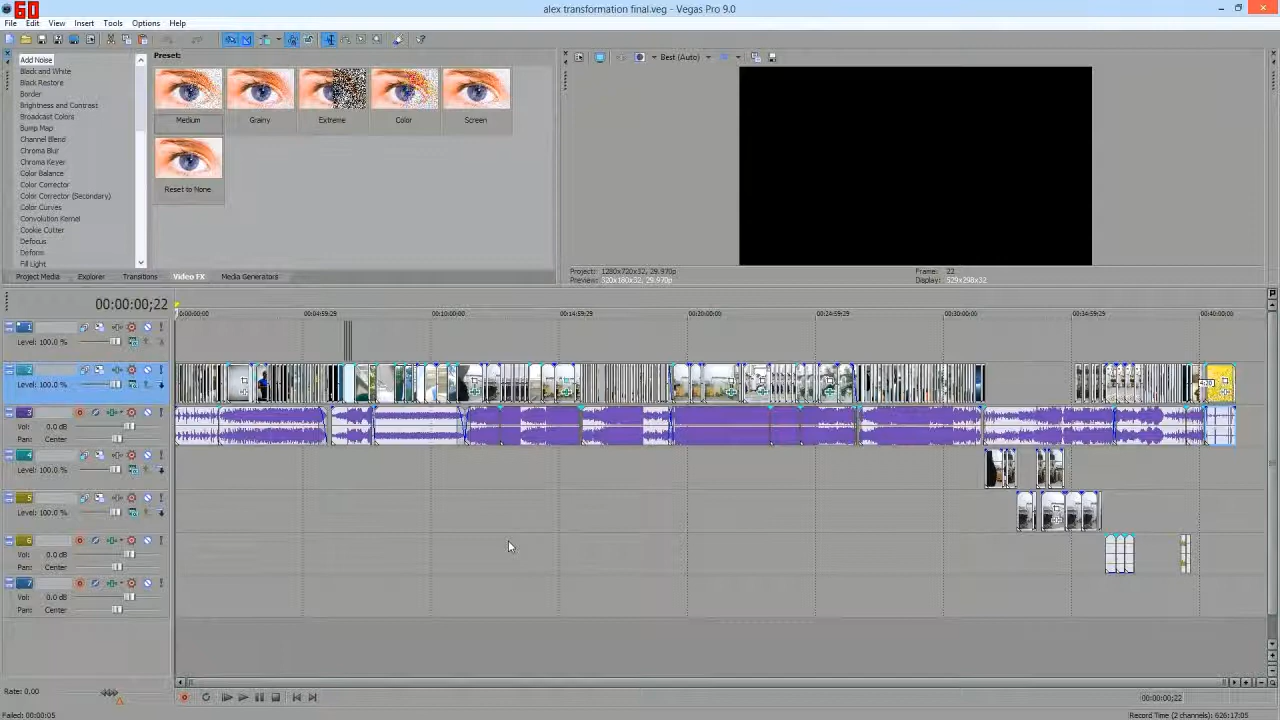 60
alex transformation final.veg - Vegas Pro 9.0
File Edit View Insert Tools Options Help
Add Noise
Black and White
Black Restore
Border
Brightness and Contrast
Broadcast Colors
Bump Map
Channel Blend
Chroma Blur
Chroma Keyer
Color Balance
Color Corrector
Color Corrector (Secondary)
Color Curves
Convolution Kernel
Cookie Cutter
Defocus
Deform
Fill Light
Preset:
Medium Grainy Extreme Color Screen
Reset to None
Project Media Explorer Transitions Video FX Media Generators
Best (Auto)
Project: 1280x720x32, 29.970p
Preview: 320x180x32, 29.970p
Frame: 22
Display: 529x298x32
00:00:00;22
00:00:00 00:04:59:29 00:10:00:00 00:14:59:29 00:20:00:00 00:24:59:29 00:30:00:00 00:34:59:29 00:40:00:00
1
Level: 100.0 %
2
Level: 100.0 %
3
Vol: 0.0 dB
Pan: Center
4
Level: 100.0 %
5
Level: 100.0 %
6
Vol: 0.0 dB
Pan: Center
7
Vol: 0.0 dB
Pan: Center
Rate: 0.00
00:00:00;22
Failed: 00:00:05
Record Time (2 channels): 626:17:05